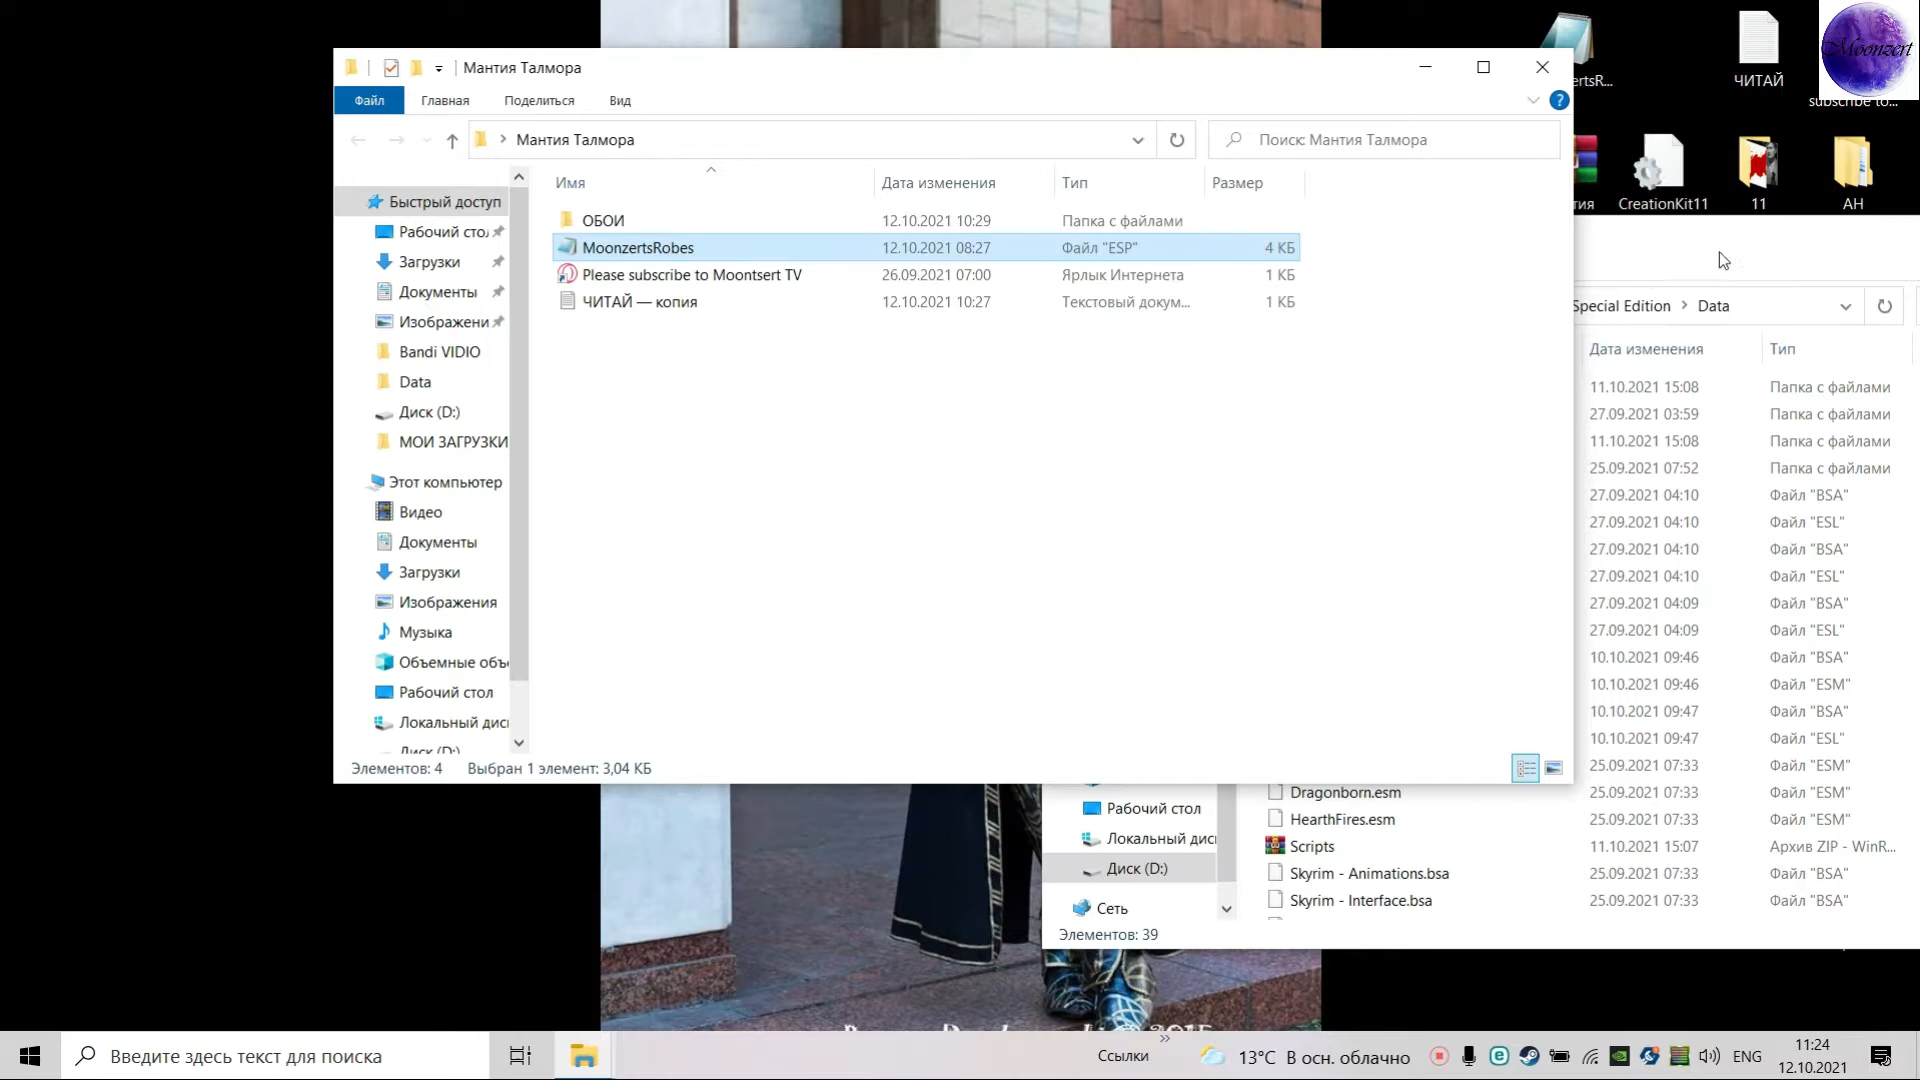 Мантия Талмора
Файл Главная Поделиться Вид
Мантия Талмора
Поиск: Мантия Талмора
Имя Дата изменения Тип Размер
ОБОИ 12.10.2021 10:29 Папка с файлами
MoonzertsRobes 12.10.2021 08:27 Файл "ESP" 4 КБ
Please subscribe to Moontsert TV 26.09.2021 07:00 Ярлык Интернета 1 КБ
ЧИТАЙ — копия 12.10.2021 10:27 Текстовый докум... 1 КБ
Быстрый доступ
Рабочий сто
Загрузки
Документы
Изображени
Bandi VIDIO
Data
Диск (D:)
МОИ ЗАГРУЗКИ
Этот компьютер
Видео
Документы
Загрузки
Изображения
Музыка
Объемные объ
Рабочий стол
Локальный дис
Диск (D:)
Элементов: 4 Выбран 1 элемент: 3,04 КБ
ertsR...
ЧИТАЙ
Moonzert
subscribe to...
тия
CreationKit11
11
АН
Special Edition > Data
Дата изменения Тип
11.10.2021 15:08 Папка с файлами
27.09.2021 03:59 Папка с файлами
11.10.2021 15:08 Папка с файлами
25.09.2021 07:52 Папка с файлами
27.09.2021 04:10 Файл "BSA"
27.09.2021 04:10 Файл "ESL"
27.09.2021 04:10 Файл "BSA"
27.09.2021 04:10 Файл "ESL"
27.09.2021 04:09 Файл "BSA"
27.09.2021 04:09 Файл "ESL"
10.10.2021 09:46 Файл "BSA"
10.10.2021 09:46 Файл "ESM"
10.10.2021 09:47 Файл "BSA"
10.10.2021 09:47 Файл "ESL"
25.09.2021 07:33 Файл "ESM"
Dragonborn.esm 25.09.2021 07:33 Файл "ESM"
HearthFires.esm 25.09.2021 07:33 Файл "ESM"
Scripts 11.10.2021 15:07 Архив ZIP - WinR...
Skyrim - Animations.bsa 25.09.2021 07:33 Файл "BSA"
Skyrim - Interface.bsa 25.09.2021 07:33 Файл "BSA"
Рабочий стол
Локальный дис
Диск (D:)
Сеть
Элементов: 39
Введите здесь текст для поиска
Ссылки
13°C В осн. облачно
ENG
11:24
12.10.2021